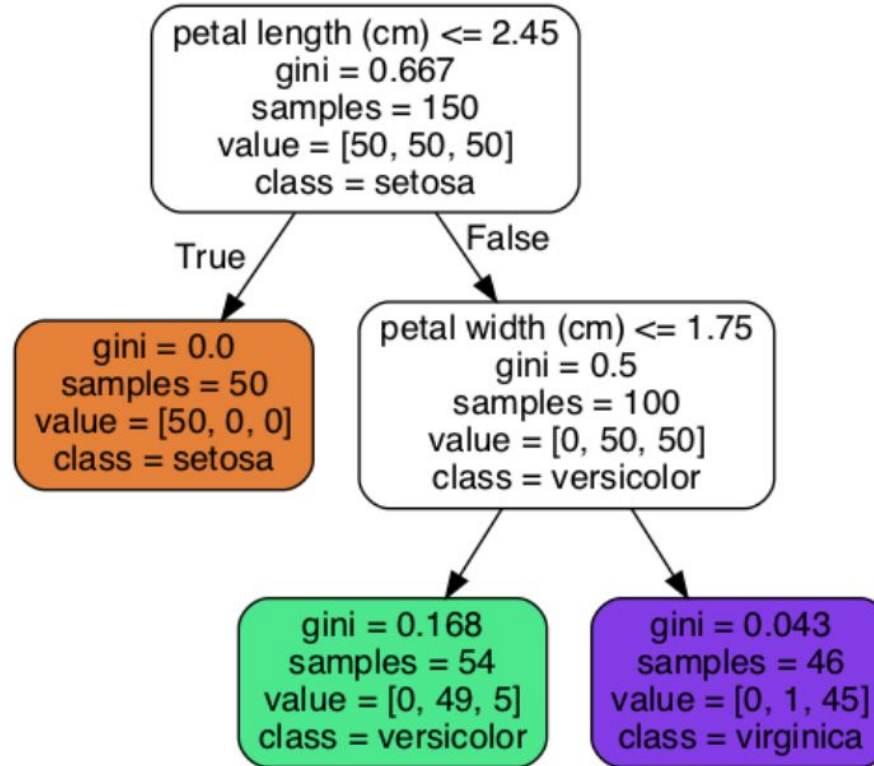 petal length (cm) <= 2.45
gini = 0.667
samples = 150
value = [50, 50, 50]
class = setosa
True
False
gini = 0.0
samples = 50
value = [50, 0, 0]
class = setosa
petal width (cm) <= 1.75
gini = 0.5
samples = 100
value = [0, 50, 50]
class = versicolor
gini = 0.168
samples = 54
value = [0, 49, 5]
class = versicolor
gini = 0.043
samples = 46
value = [0, 1, 45]
class = virginica